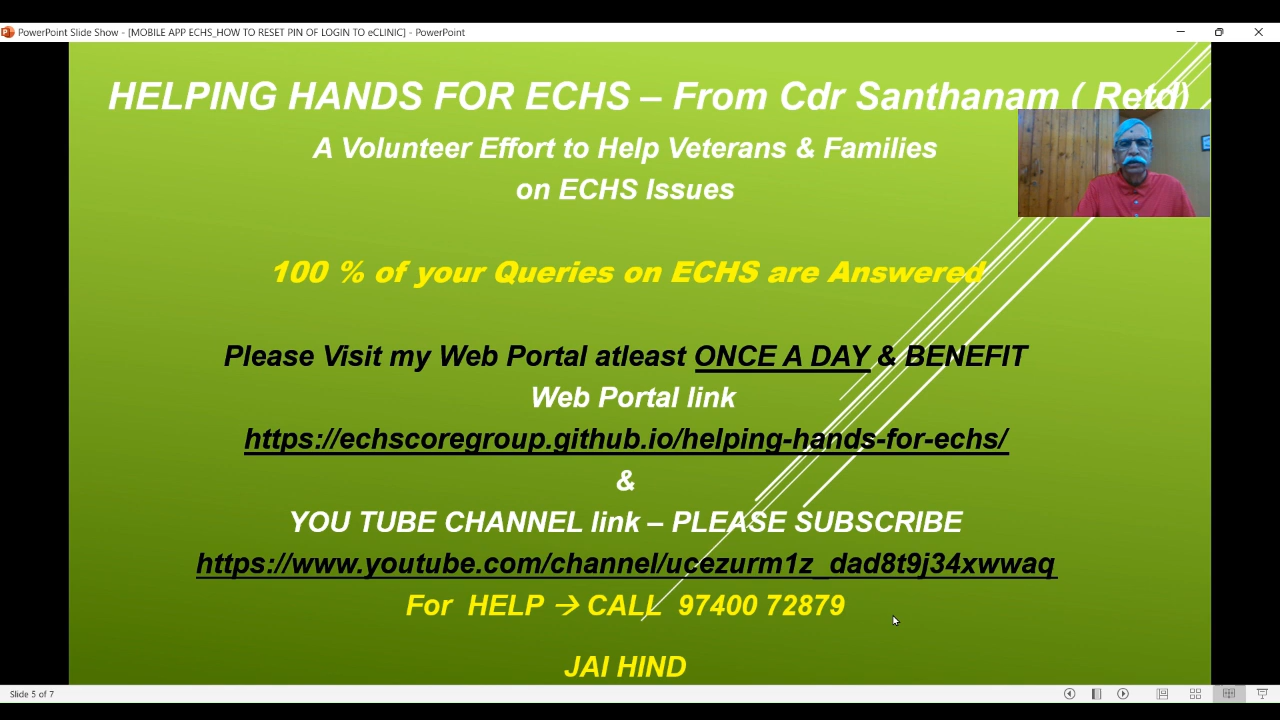 PowerPoint Slide Show - [MOBILE APP ECHS_HOW TO RESET PIN OF LOGIN TO eCLINIC] - PowerPoint
HELPING HANDS FOR ECHS – From Cdr Santhanam ( Retd)
A Volunteer Effort to Help Veterans & Families
on ECHS Issues
100 % of your Queries on ECHS are Answered
Please Visit my Web Portal atleast ONCE A DAY & BENEFIT
Web Portal link
https://echscoregroup.github.io/helping-hands-for-echs/
&
YOU TUBE CHANNEL link – PLEASE SUBSCRIBE
https://www.youtube.com/channel/ucezurm1z_dad8t9j34xwwaq
For HELP → CALL 97400 72879
JAI HIND
Slide 5 of 7